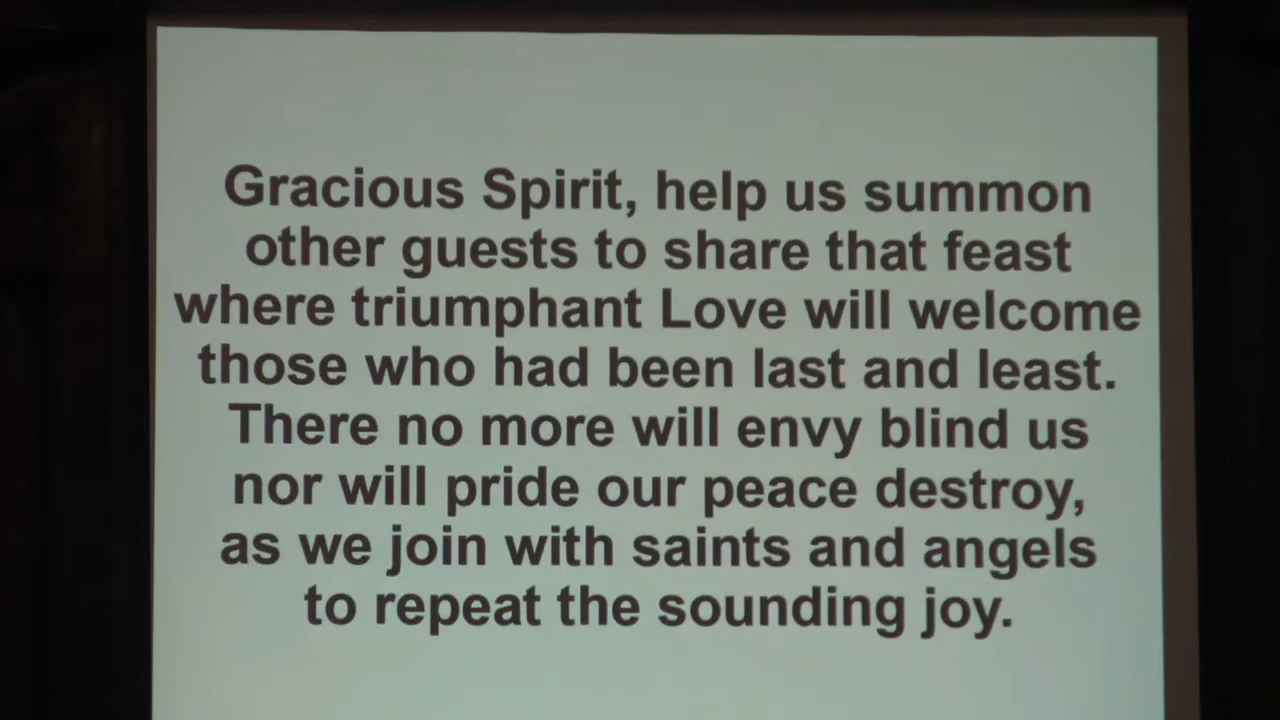 Gracious Spirit, help us summon
other guests to share that feast
where triumphant Love will welcome
those who had been last and least.
There no more will envy blind us
nor will pride our peace destroy,
as we join with saints and angels
to repeat the sounding joy.